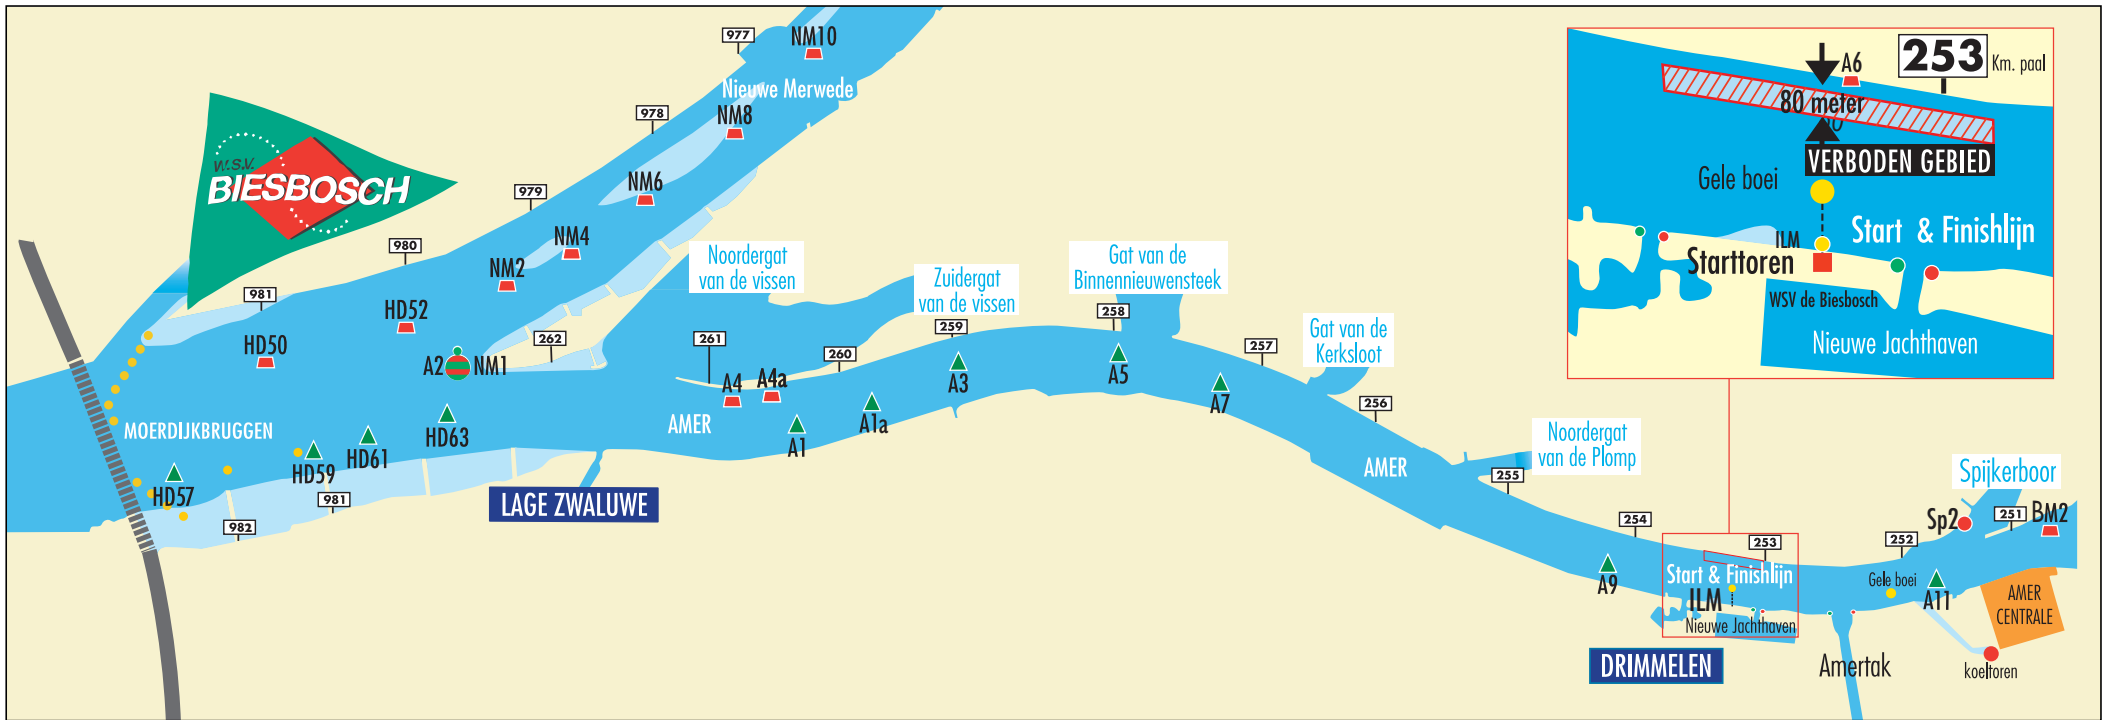 977
NM10
Nieuwe Merwede
978
NM8
979
NM6
980
NM4
NM2
981
HD52
HD50
A2
NM1
262
W.S.V.
BIESBOSCH
Noordergat
van de vissen
Zuidergat
van de vissen
Gat van de
Binnennieuwensteek
Gat van de
Kerksloot
Noordergat
van de Plomp
Spijkerboor
261
260
259
258
257
256
255
254
253
252
251
A4
A4a
A3
A5
A7
A1
A1a
AMER
AMER
MOERDIJKBRUGGEN
HD57
HD59
HD61
HD63
981
982
LAGE ZWALUWE
A9
Start & Finishlijn
ILM
Nieuwe Jachthaven
DRIMMELEN
Amertak
Gele boei
A11
Sp2
BM2
AMER
CENTRALE
koeltoren
A6
253
Km. paal
80 meter
80
VERBODEN GEBIED
Gele boei
Start & Finishlijn
ILM
Starttoren
WSV de Biesbosch
Nieuwe Jachthaven